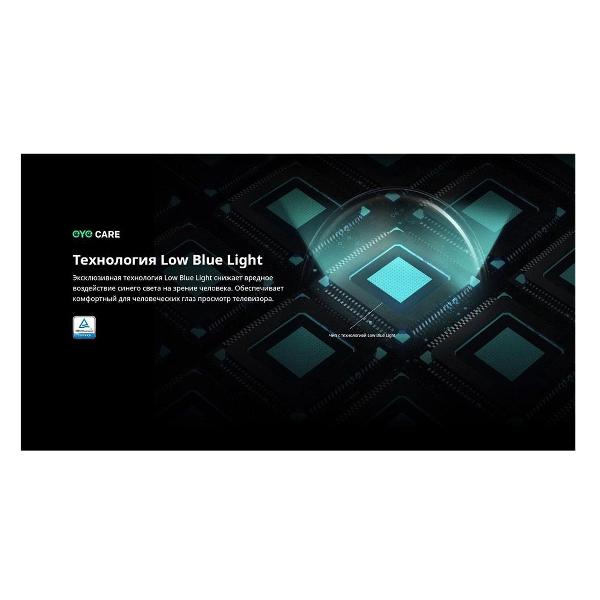 eye CARE
Технология Low Blue Light
Эксклюзивная технология Low Blue Light снижает вредное
воздействие синего света на зрение человека. Обеспечивает
комфортный для человеческих глаз просмотр телевизора.
Чип с технологией Low Blue Light